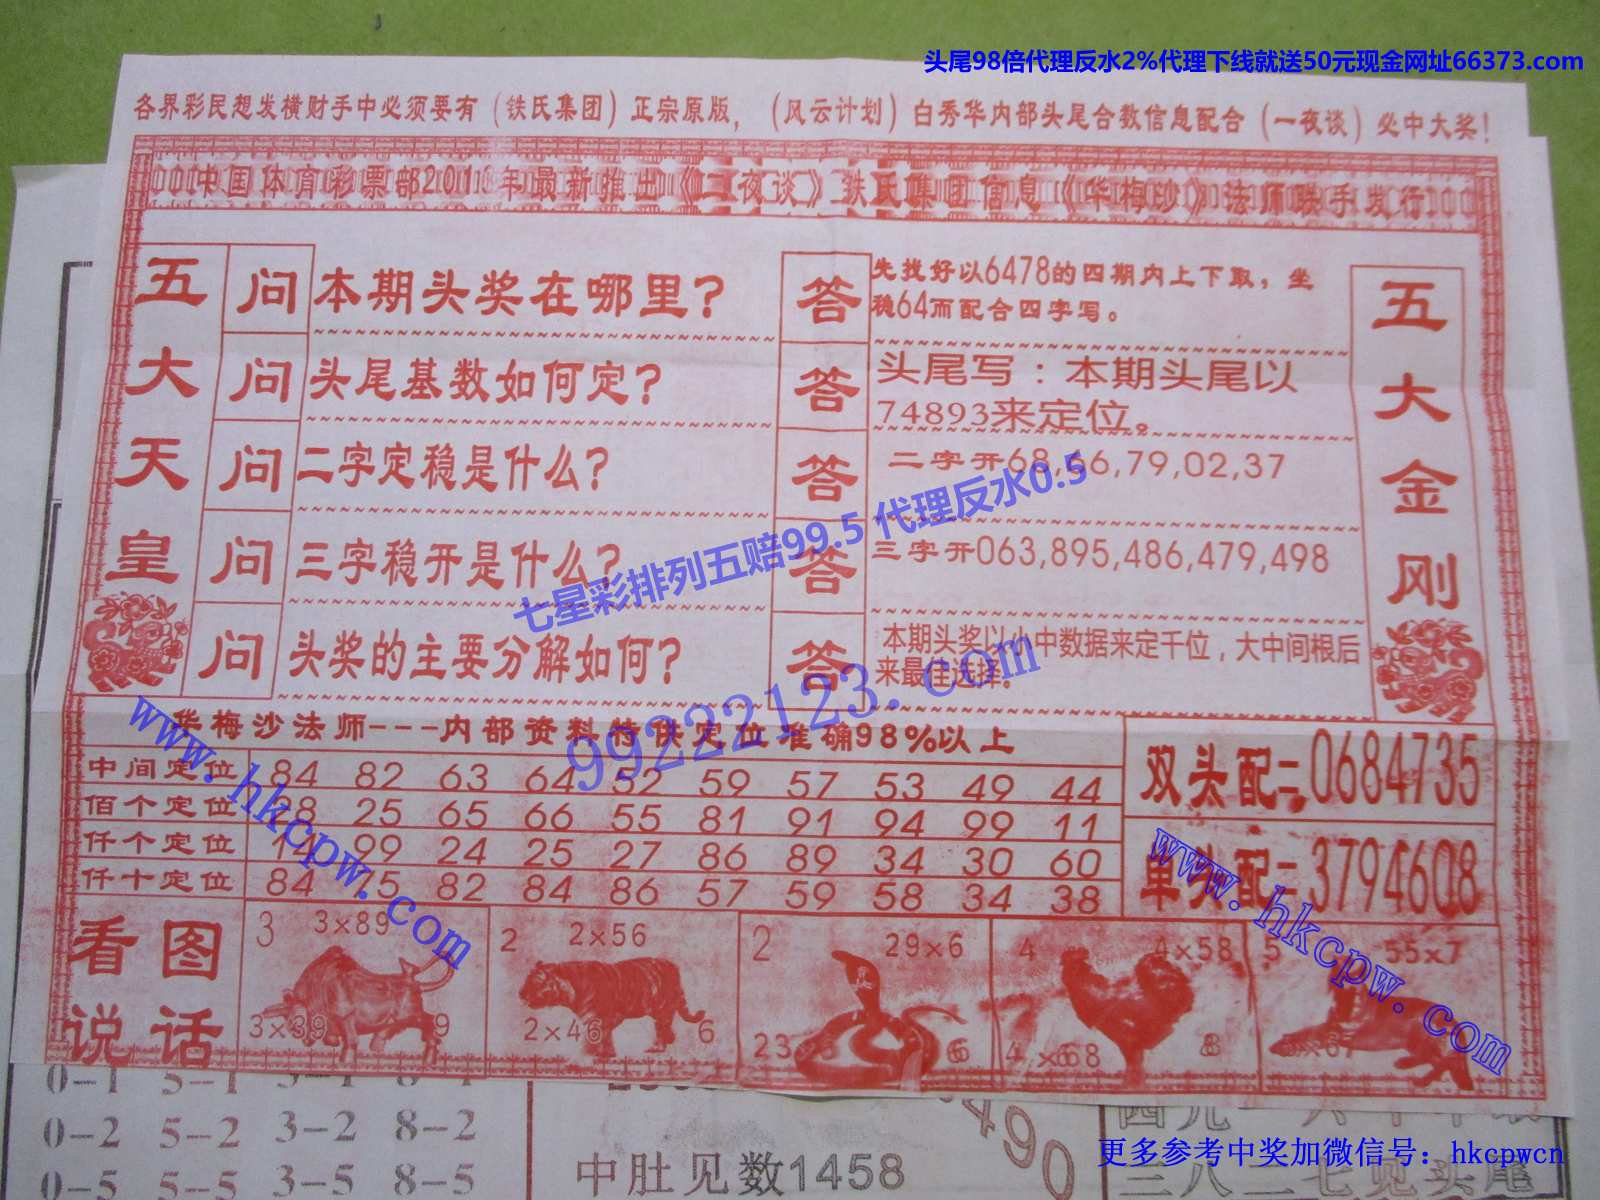 头尾98倍代理反水2%代理下线就送50元现金网址66373.com
各界彩民想发横财手中必须要有（铁氏集团）正宗原版，（风云计划）白秀华内部头尾合数信息配合（一夜谈）必中大奖！
中国体育彩票部201 年最新推出《 夜谈》铁氏集团信息《华梅沙》法师联手发行
五大天皇
问 本期头奖在哪里？
答 先找好以6478的四期内上下取，坐
稳64而配合四字写。
问 头尾基数如何定？
答 头尾写：本期头尾以
74893来定位。
问 二字定稳是什么？
答 二字开68,66,79,02,37
问 三字稳开是什么？
答 三字开063,895,486,479,498
问 头奖的主要分解如何？
答 本期头奖以小中数据来定千位，大中间根后
来最佳选择。
五大金刚
七星彩排列五赔99.5 代理反水0.5
99222123.com
www.hkcpw.com
www.hkcpw.com
华梅沙法师---内部资料特供定位准确98%以上
中间定位 84 82 63 64 52 59 57 53 49 44
佰个定位 28 25 65 66 55 81 91 94 99 11
仟个定位 14 99 24 25 27 86 89 34 30 60
仟十定位 84 75 82 84 86 57 59 58 34 38
双头配二 0684735
单头配二 3794608
看图说话
3 3×89
3×39 9
2 2×56
2×46 6
2 29×6
6
4 4×58
8
5 55×7
0-1 5-1 3-1 8-1
0-2 5-2 3-2 8-2
0-5 5-5 3-5 8-5
490
中肚见数1458
三八二七见头尾
更多参考中奖加微信号：hkcpwcn